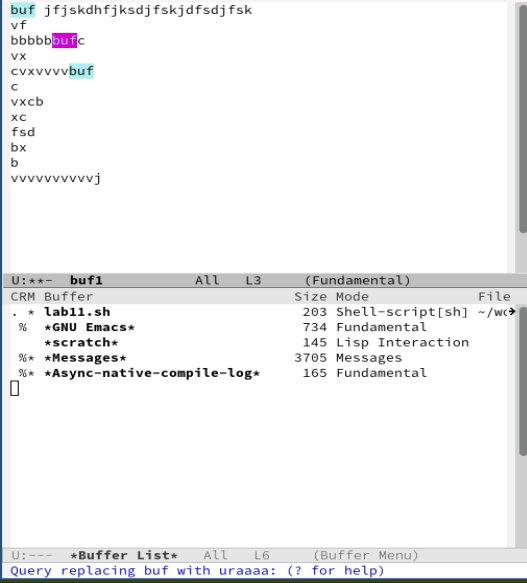 buf jfjskdhfjksdjfskjdfsdjfsk
vf
bbbbbbufc
vx
cvxvvvvbuf
c
vxcb
xc
fsd
bx
b
vvvvvvvvvvj
U:**-  buf1           All   L3     (Fundamental)
CRM Buffer                Size Mode              File
. * lab11.sh               203 Shell-script[sh]  ~/wo
 %  *GNU Emacs*            734 Fundamental
    *scratch*              145 Lisp Interaction
 %* *Messages*            3705 Messages
 %* *Async-native-compile-log*  165 Fundamental
U:---  *Buffer List*   All   L6     (Buffer Menu)
Query replacing buf with uraaaa: (? for help)